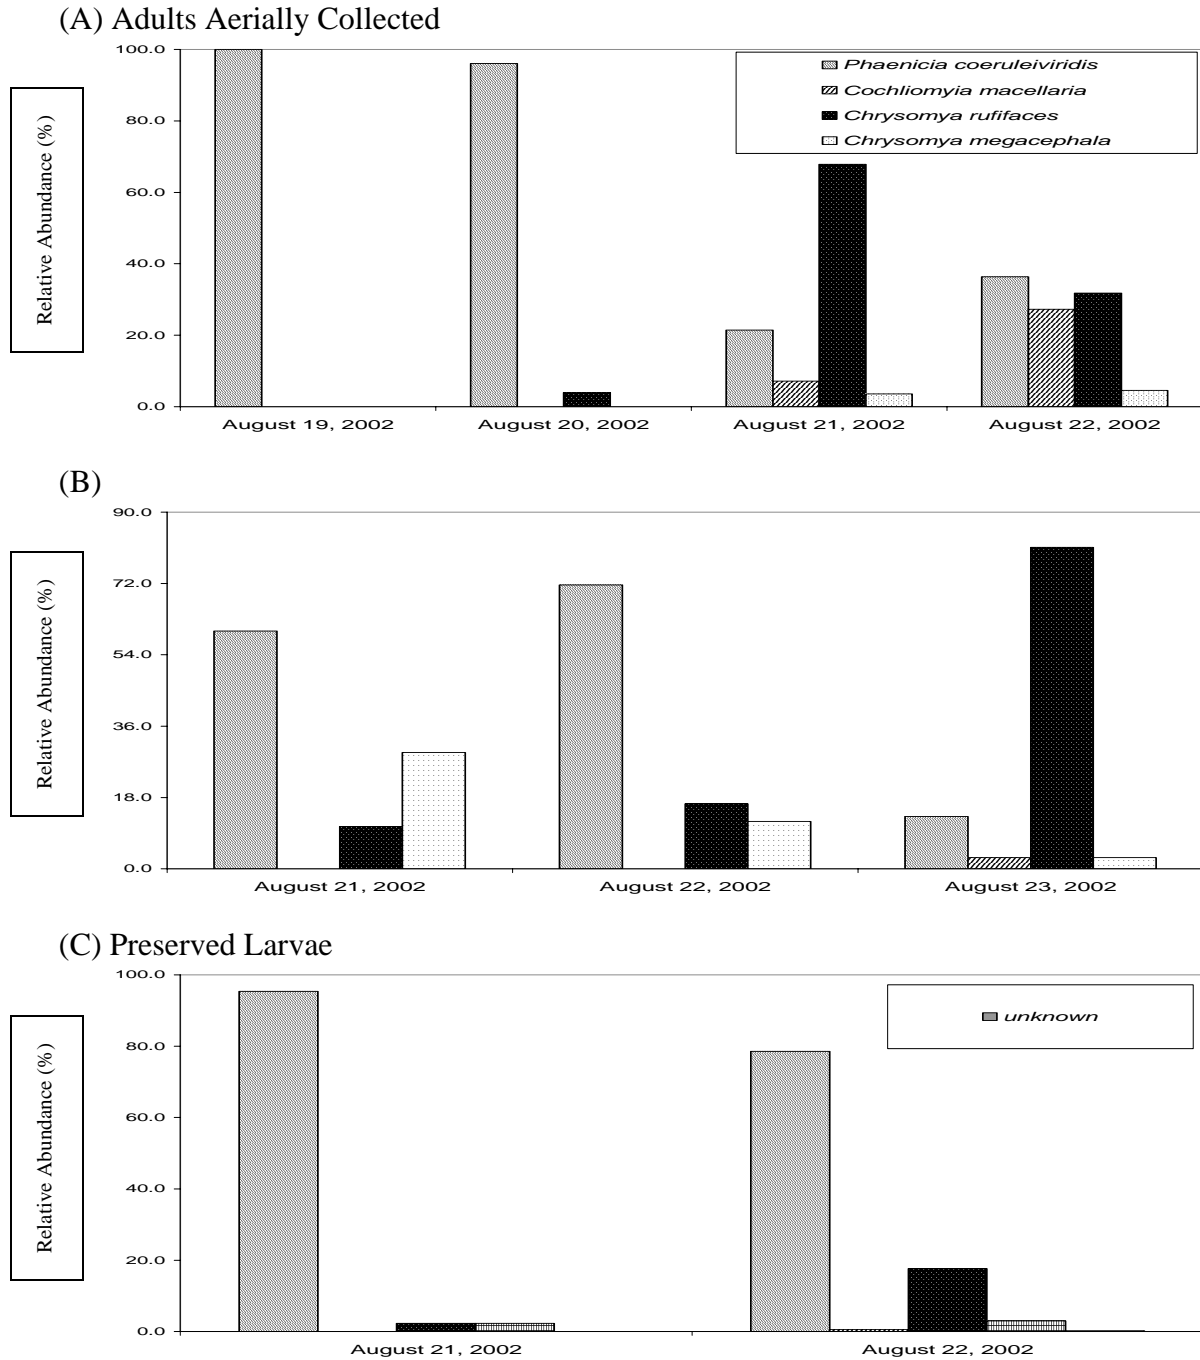 (A) Adults Aerially Collected
Relative Abundance (%)
100.0
80.0
60.0
40.0
20.0
0.0
Phaenicia coeruleiviridis
Cochliomyia macellaria
Chrysomya rufifaces
Chrysomya megacephala
August 19, 2002
August 20, 2002
August 21, 2002
August 22, 2002
(B)
Relative Abundance (%)
90.0
72.0
54.0
36.0
18.0
0.0
August 21, 2002
August 22, 2002
August 23, 2002
(C) Preserved Larvae
Relative Abundance (%)
100.0
80.0
60.0
40.0
20.0
0.0
unknown
August 21, 2002
August 22, 2002